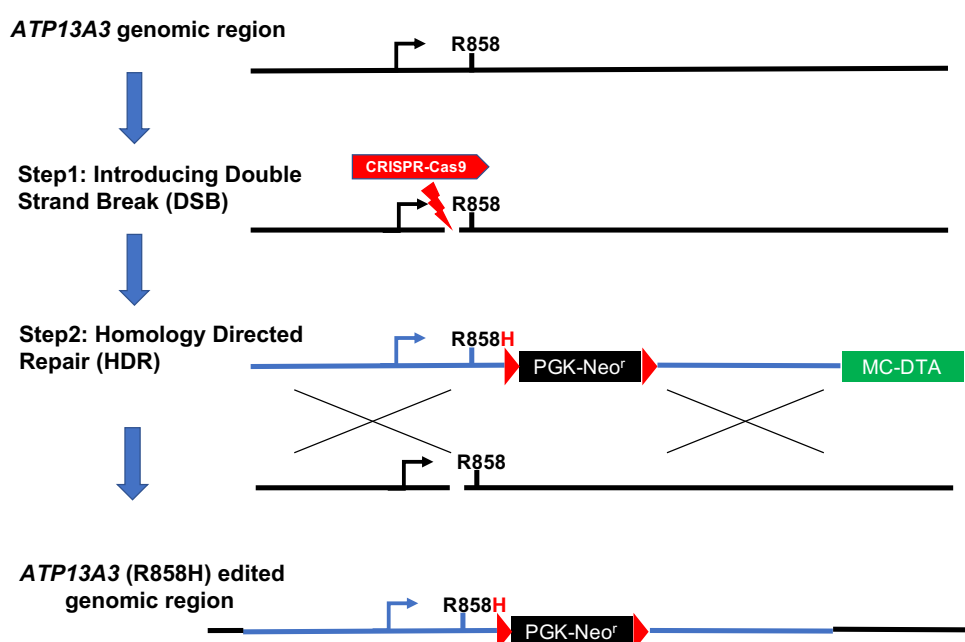 ATP13A3 genomic region
R858
CRISPR-Cas9
Step1: Introducing Double
Strand Break (DSB)
R858
Step2: Homology Directed
Repair (HDR)
R858H
PGK-Neoʳ
MC-DTA
R858
ATP13A3 (R858H) edited
genomic region
R858H
PGK-Neoʳ